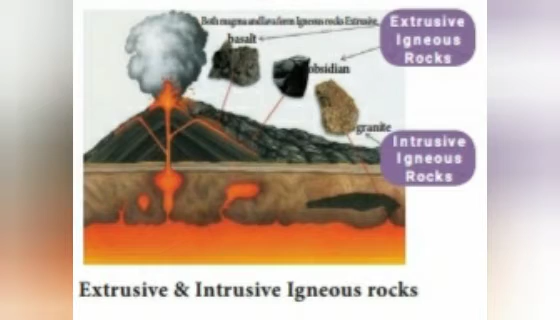 Both magma and lava form Igneous rocks Extrusive,
Extrusive
Igneous
Rocks
basalt
obsidian
granite
Intrusive
Igneous
Rocks
Extrusive & Intrusive Igneous rocks